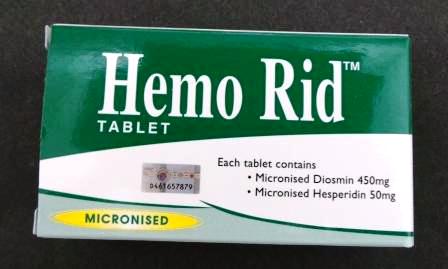 Hemo Rid™
TABLET
Each tablet contains
• Micronised Diosmin 450mg
• Micronised Hesperidin 50mg
0461657879
MICRONISED